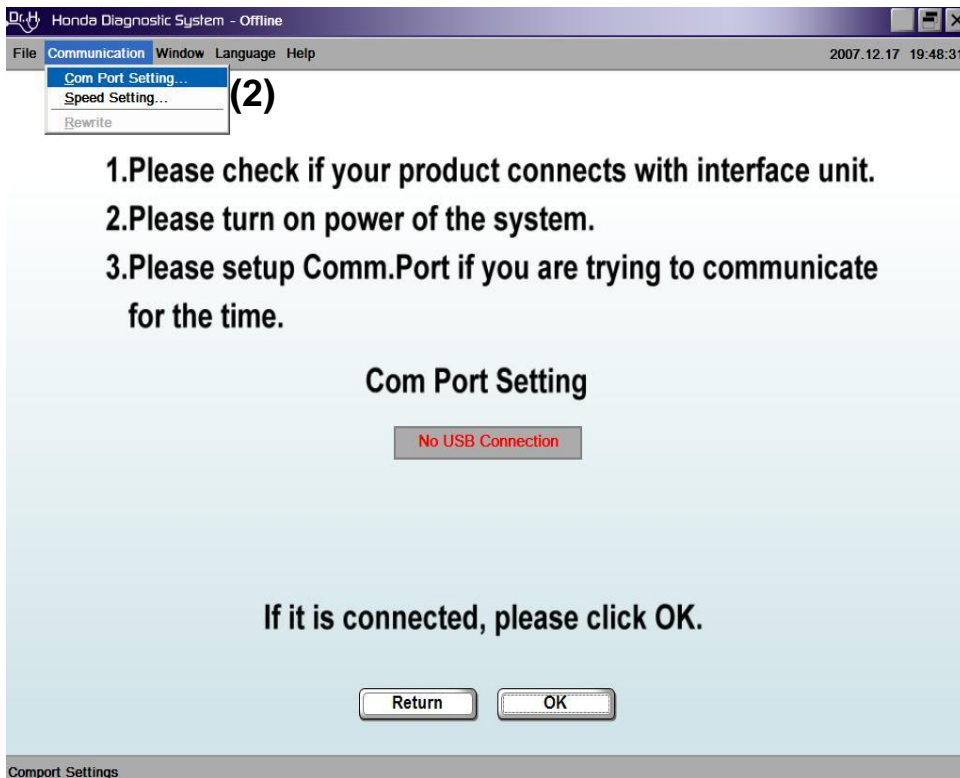 Dr.H Honda Diagnostic System - Offline
File Communication Window Language Help 2007.12.17 19:48:31
Com Port Setting...
Speed Setting... (2)
Rewrite
1.Please check if your product connects with interface unit.
2.Please turn on power of the system.
3.Please setup Comm.Port if you are trying to communicate
for the time.
Com Port Setting
No USB Connection
If it is connected, please click OK.
Return OK
Comport Settings